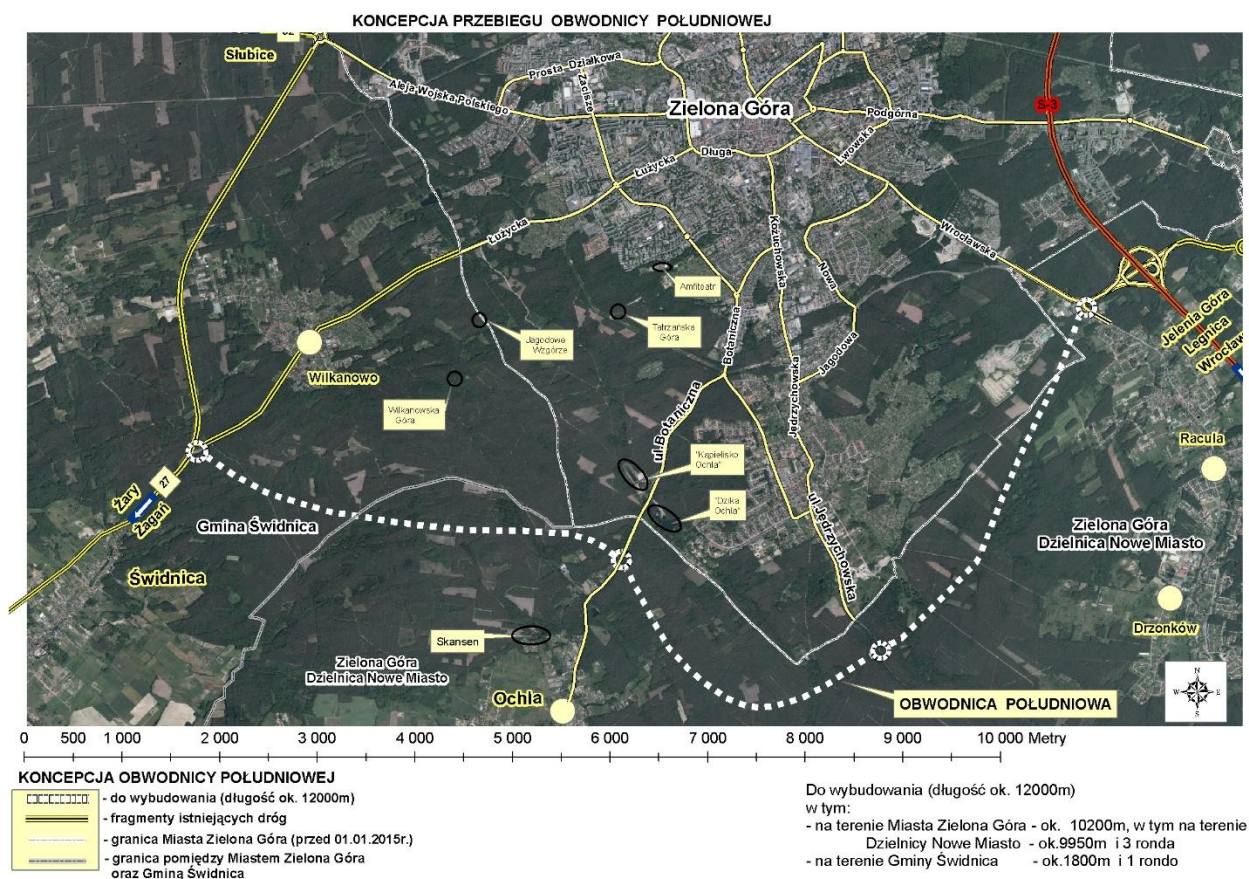 KONCEPCJA PRZEBIEGU OBWODNICY POŁUDNIOWEJ
Słubice
Prosta-Działkowa
Zacisze
Aleja-Wojska-Polskiego
Zielona Góra
S-3
Podgórna
Lwowska
Długa
Łużycka
Łużycka
Kożuchowska
Nowa
Wrocławska
Amfiteatr
Tatrzańska
Góra
Jagodowe
Wzgórze
Botaniczna
Jagodowa
Jelenia Góra
Legnica
Wrocław
Wilkanowo
Wilkanowska
Góra
ul.Botaniczna
Jędrzychowska
"Kąpielisko
Ochla"
"Dzika
Ochla"
ul.Jędrzychowska
Racula
27
Żary
Żagań
Gmina Świdnica
Świdnica
Zielona Góra
Dzielnica Nowe Miasto
Drzonków
Skansen
Zielona Góra
Dzielnica Nowe Miasto
Ochla
OBWODNICA POŁUDNIOWA
N
W
E
S
0 500 1 000 2 000 3 000 4 000 5 000 6 000 7 000 8 000 9 000 10 000 Metry
KONCEPCJA OBWODNICY POŁUDNIOWEJ
- do wybudowania (długość ok. 12000m)
- fragmenty istniejących dróg
- granica Miasta Zielona Góra (przed 01.01.2015r.)
- granica pomiędzy Miastem Zielona Góra
oraz Gminą Świdnica
Do wybudowania (długość ok. 12000m)
w tym:
- na terenie Miasta Zielona Góra - ok. 10200m, w tym na terenie
Dzielnicy Nowe Miasto - ok.9950m i 3 ronda
- na terenie Gminy Świdnica - ok.1800m i 1 rondo